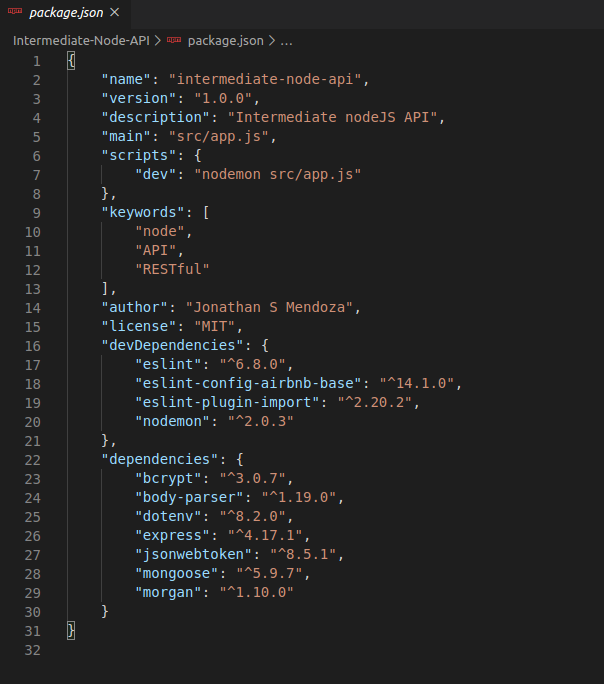 package.json ×
Intermediate-Node-API > package.json > ...
1 {
2     "name": "intermediate-node-api",
3     "version": "1.0.0",
4     "description": "Intermediate nodeJS API",
5     "main": "src/app.js",
6     "scripts": {
7         "dev": "nodemon src/app.js"
8     },
9     "keywords": [
10         "node",
11         "API",
12         "RESTful"
13     ],
14     "author": "Jonathan S Mendoza",
15     "license": "MIT",
16     "devDependencies": {
17         "eslint": "^6.8.0",
18         "eslint-config-airbnb-base": "^14.1.0",
19         "eslint-plugin-import": "^2.20.2",
20         "nodemon": "^2.0.3"
21     },
22     "dependencies": {
23         "bcrypt": "^3.0.7",
24         "body-parser": "^1.19.0",
25         "dotenv": "^8.2.0",
26         "express": "^4.17.1",
27         "jsonwebtoken": "^8.5.1",
28         "mongoose": "^5.9.7",
29         "morgan": "^1.10.0"
30     }
31 }
32